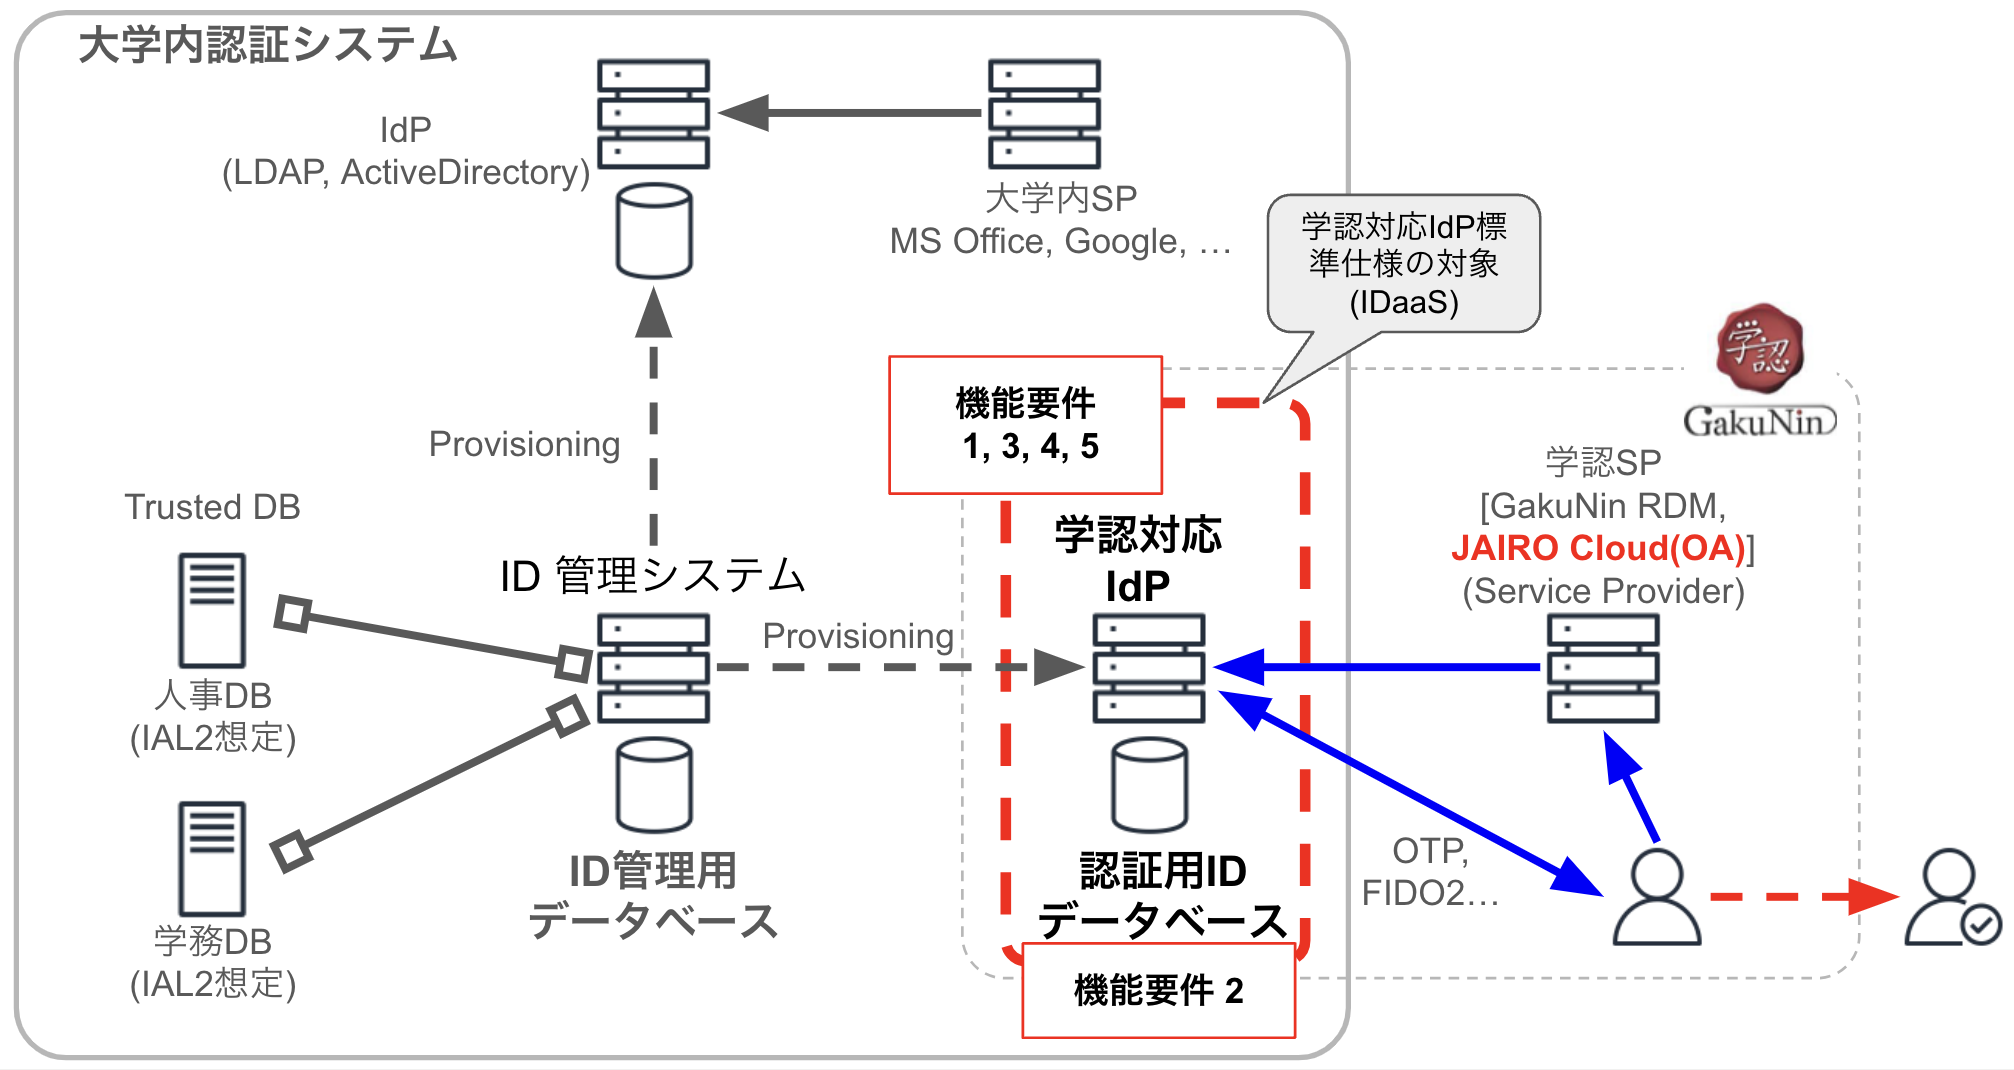 大学内認証システム
IdP
(LDAP, ActiveDirectory)
大学内SP
MS Office, Google, …
学認対応IdP標
準仕様の対象
(IDaaS)
学認
GakuNin
機能要件
1, 3, 4, 5
Provisioning
Trusted DB
学認SP
[GakuNin RDM,
JAIRO Cloud(OA)]
(Service Provider)
学認対応
IdP
ID 管理システム
Provisioning
人事DB
(IAL2想定)
OTP,
FIDO2…
ID管理用
データベース
認証用ID
データベース
学務DB
(IAL2想定)
機能要件 2